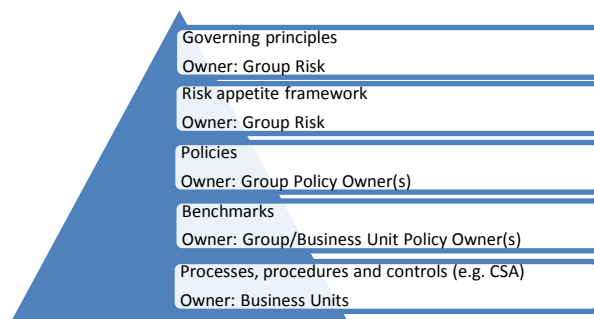 Governing principles
Owner: Group Risk
Risk appetite framework
Owner: Group Risk
Policies
Owner: Group Policy Owner(s)
Benchmarks
Owner: Group/Business Unit Policy Owner(s)
Processes, procedures and controls (e.g. CSA)
Owner: Business Units